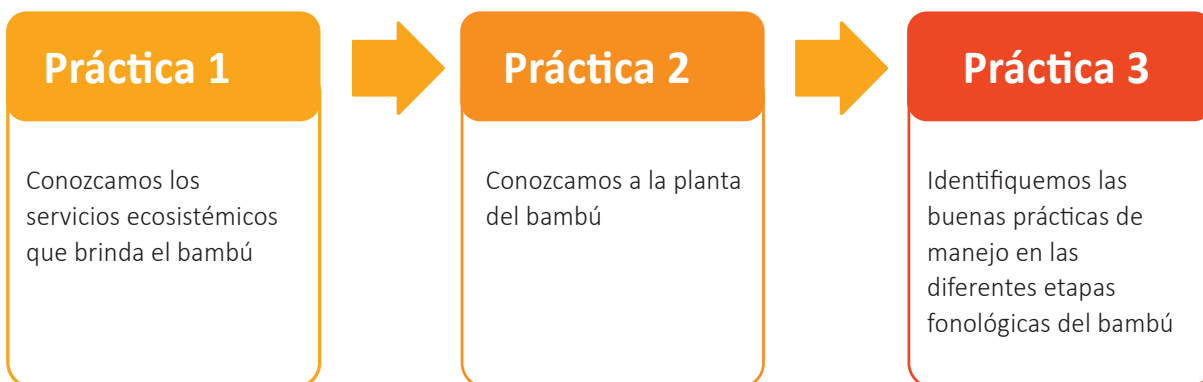 Práctica 1
Conozcamos los
servicios ecosistémicos
que brinda el bambú
Práctica 2
Conozcamos a la planta
del bambú
Práctica 3
Identifiquemos las
buenas prácticas de
manejo en las
diferentes etapas
fonológicas del bambú